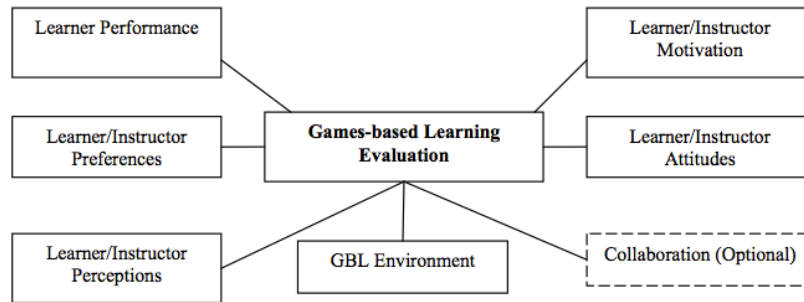 Learner Performance
Learner/Instructor
Motivation
Games-based Learning
Evaluation
Learner/Instructor
Preferences
Learner/Instructor
Attitudes
Learner/Instructor
Perceptions
GBL Environment
Collaboration (Optional)